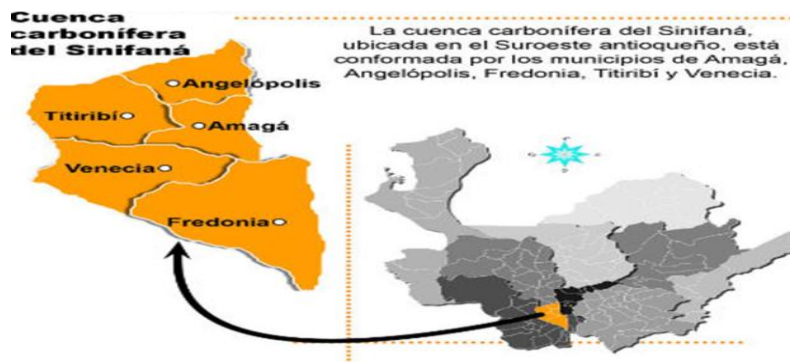 Cuenca
carbonífera
del Sinifaná
La cuenca carbonífera del Sinifaná,
ubicada en el Suroeste antioqueño, está
conformada por los municipios de Amagá,
Angelópolis, Fredonia, Titiribí y Venecia.
Angelópolis
Titiribí
Amagá
Venecia
Fredonia